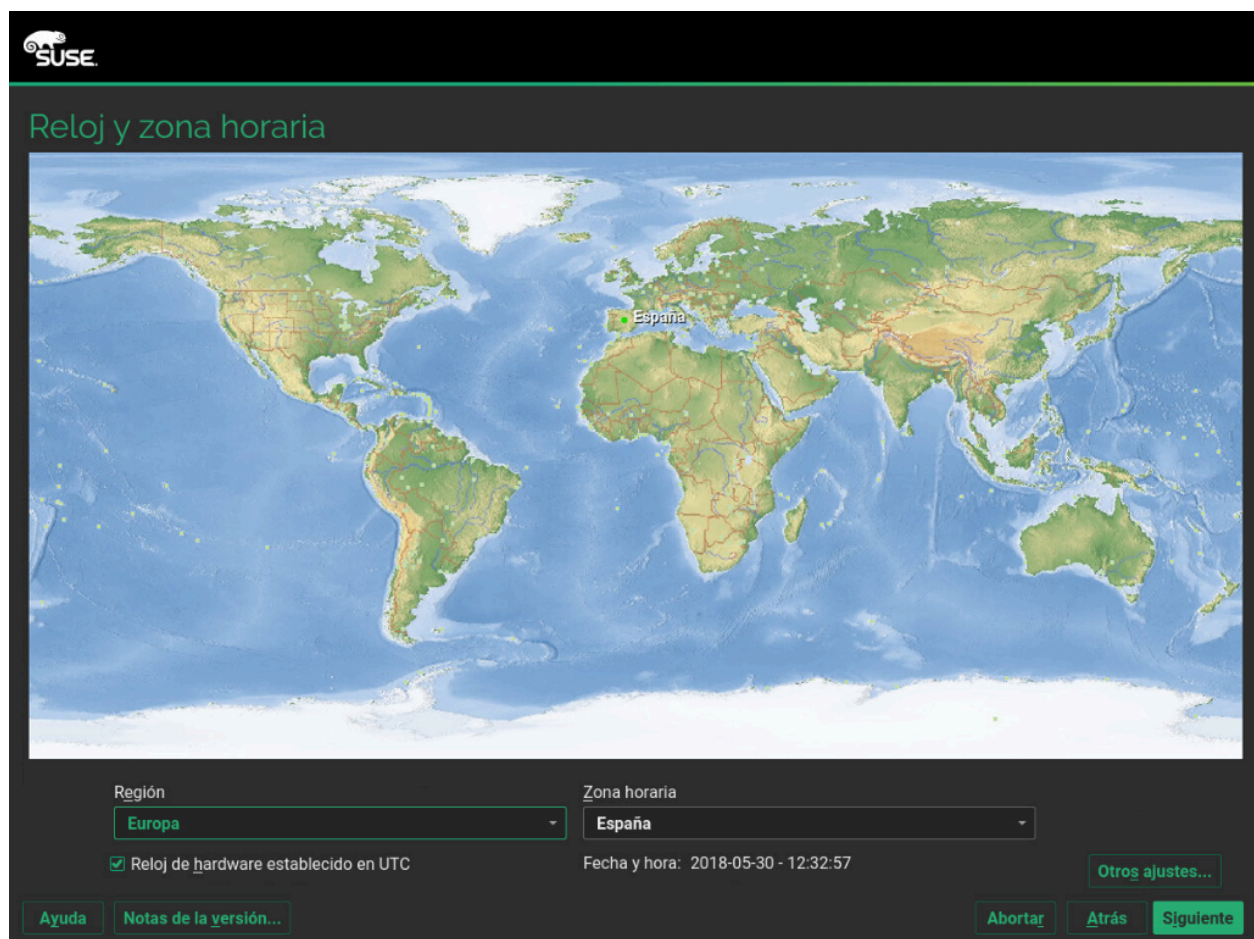 SUSE.
Reloj y zona horaria
España
Región
Zona horaria
Europa
España
Reloj de hardware establecido en UTC
Fecha y hora: 2018-05-30 - 12:32:57
Otros ajustes...
Ayuda
Notas de la versión...
Abortar
Atrás
Siguiente